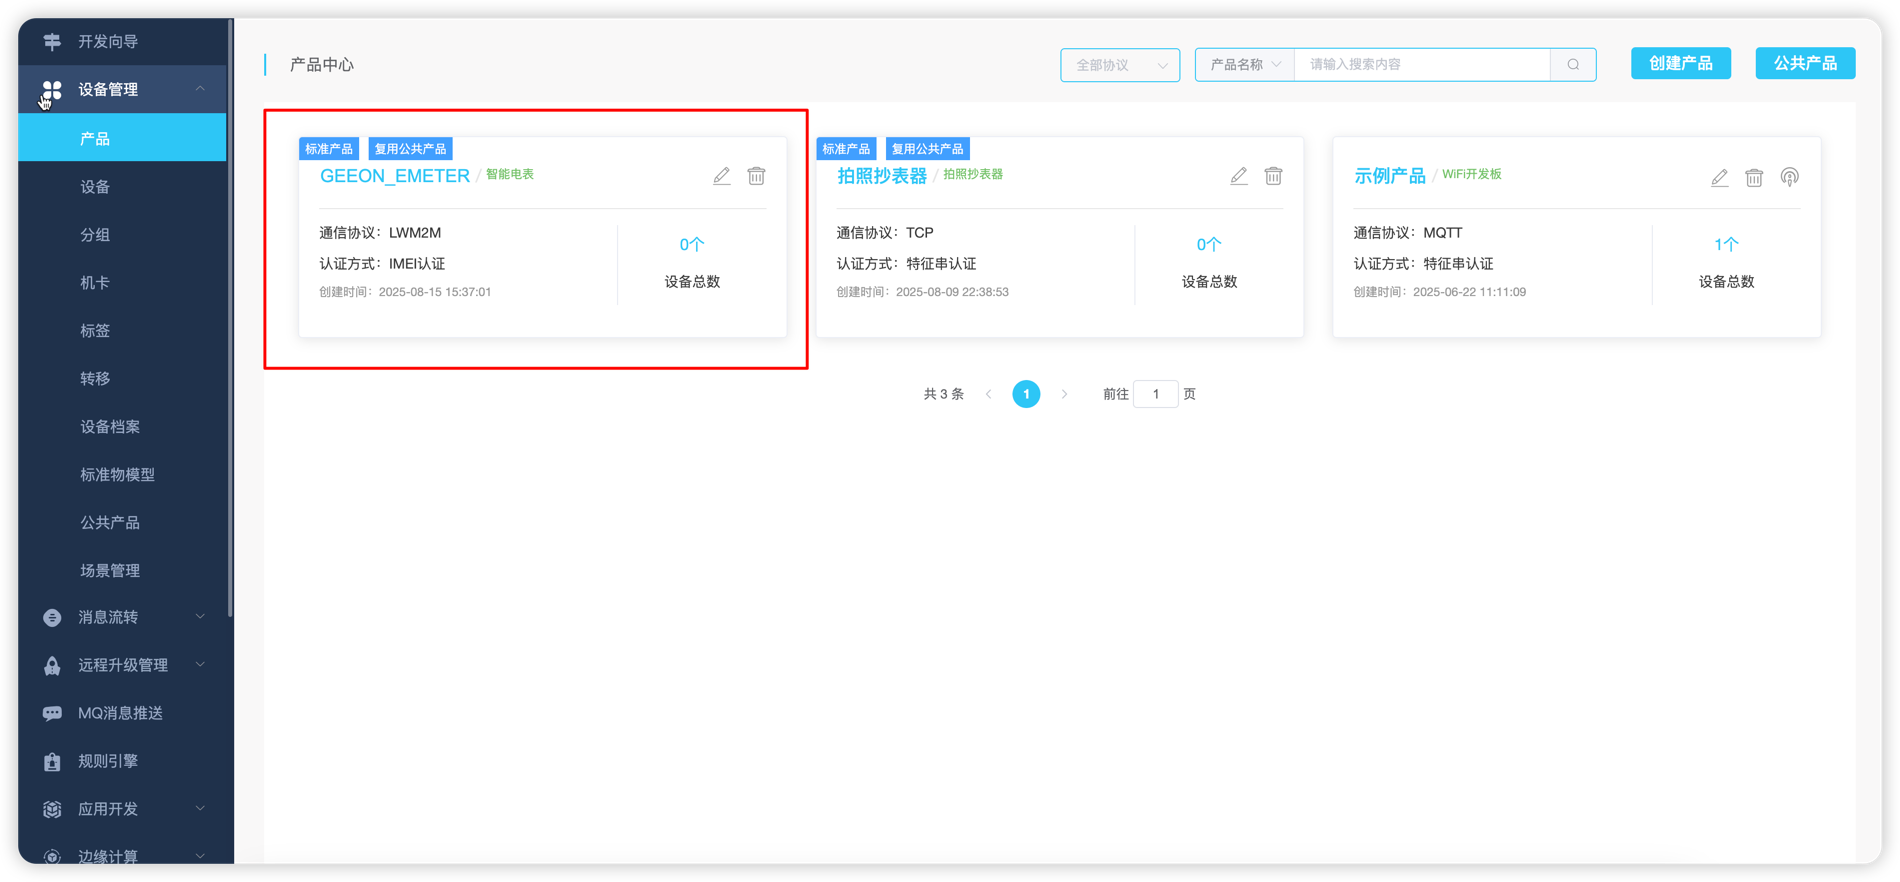 开发向导
设备管理
产品
设备
分组
机卡
标签
转移
设备档案
标准物模型
公共产品
场景管理
消息流转
远程升级管理
MQ消息推送
规则引擎
应用开发
边缘计算
产品中心
全部协议
产品名称
请输入搜索内容
创建产品
公共产品
标准产品 复用公共产品
GEEON_EMETER / 智能电表
通信协议：LWM2M
认证方式：IMEI认证
创建时间：2025-08-15 15:37:01
0个
设备总数
标准产品 复用公共产品
拍照抄表器 / 拍照抄表器
通信协议：TCP
认证方式：特征串认证
创建时间：2025-08-09 22:38:53
0个
设备总数
示例产品 / WiFi开发板
通信协议：MQTT
认证方式：特征串认证
创建时间：2025-06-22 11:11:09
1个
设备总数
共 3 条 1 前往 1 页